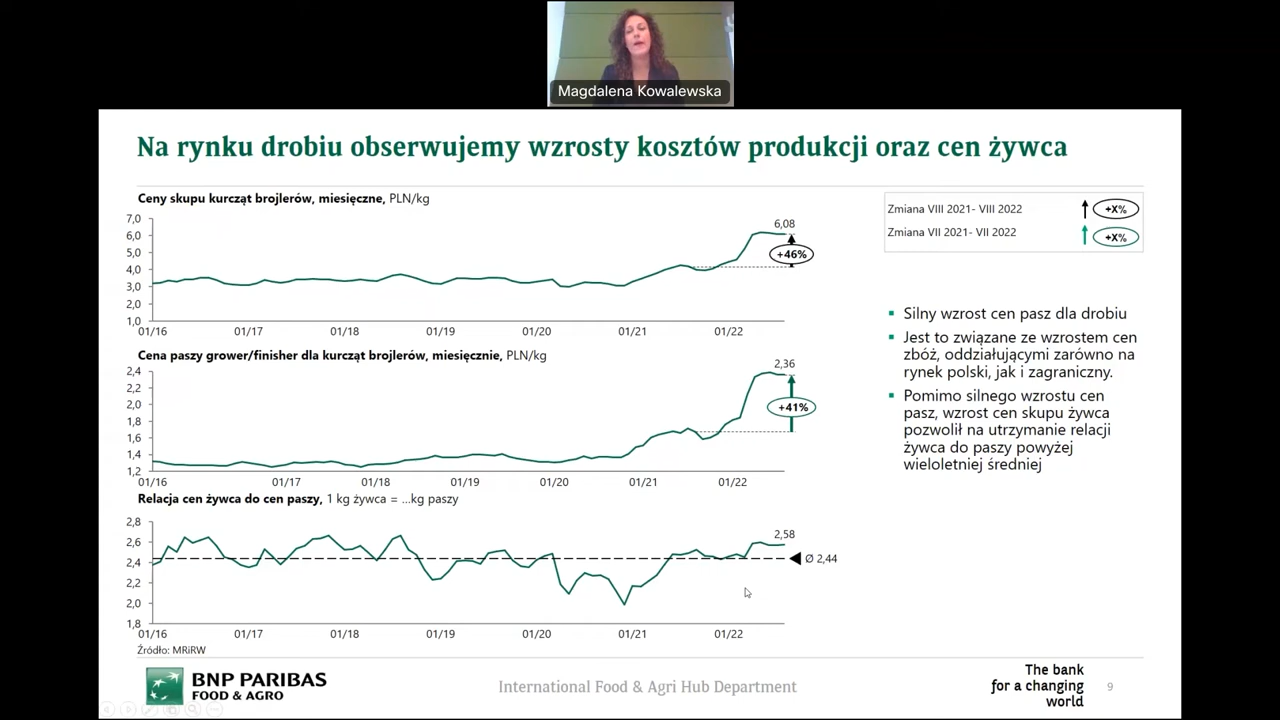 Magdalena Kowalewska
Na rynku drobiu obserwujemy wzrosty kosztów produkcji oraz cen żywca
Ceny skupu kurcząt brojlerów, miesięczne, PLN/kg
7,0
6,0
5,0
4,0
3,0
2,0
1,0
6,08
+46%
01/16 01/17 01/18 01/19 01/20 01/21 01/22
Cena paszy grower/finisher dla kurcząt brojlerów, miesięcznie, PLN/kg
2,4
2,2
2,0
1,8
1,6
1,4
1,2
2,36
+41%
01/16 01/17 01/18 01/19 01/20 01/21 01/22
Relacja cen żywca do cen paszy, 1 kg żywca = ...kg paszy
2,8
2,6
2,4
2,2
2,0
1,8
2,58
Ø 2,44
01/16 01/17 01/18 01/19 01/20 01/21 01/22
Źródło: MRiRW
Zmiana VIII 2021- VIII 2022 +X%
Zmiana VII 2021- VII 2022 +X%
Silny wzrost cen pasz dla drobiu
Jest to związane ze wzrostem cen
zbóż, oddziałującymi zarówno na
rynek polski, jak i zagraniczny.
Pomimo silnego wzrostu cen
pasz, wzrost cen skupu żywca
pozwolił na utrzymanie relacji
żywca do paszy powyżej
wieloletniej średniej
BNP PARIBAS
FOOD & AGRO
International Food & Agri Hub Department
The bank
for a changing
world
9